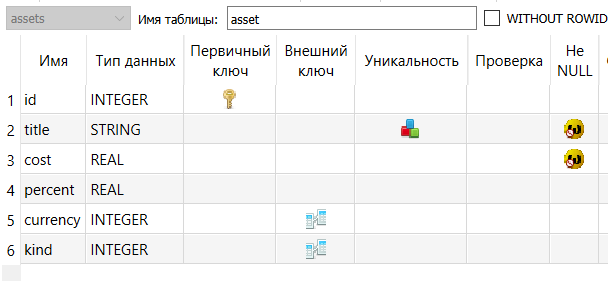 assets Имя таблицы: asset WITHOUT ROWID
Имя Тип данных Первичный ключ Внешний ключ Уникальность Проверка Не NULL
1 id INTEGER
2 title STRING
3 cost REAL
4 percent REAL
5 currency INTEGER
6 kind INTEGER